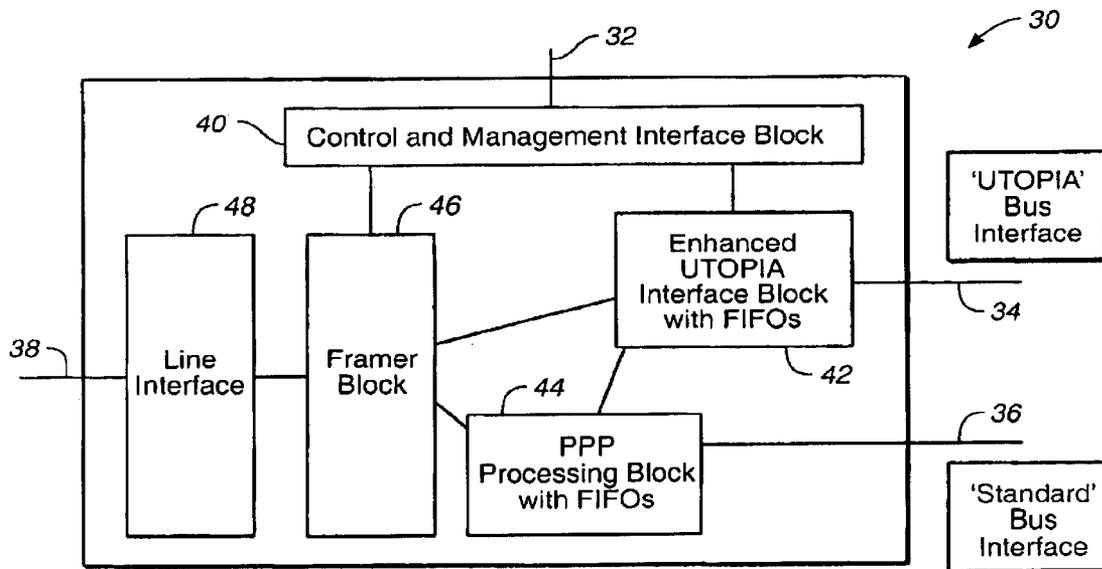 30
32
40
Control and Management Interface Block
48
46
'UTOPIA'
Bus
Interface
Enhanced
UTOPIA
Interface Block
with FIFOs
34
38
Line
Interface
Framer
Block
42
44
36
PPP
Processing Block
with FIFOs
'Standard'
Bus
Interface